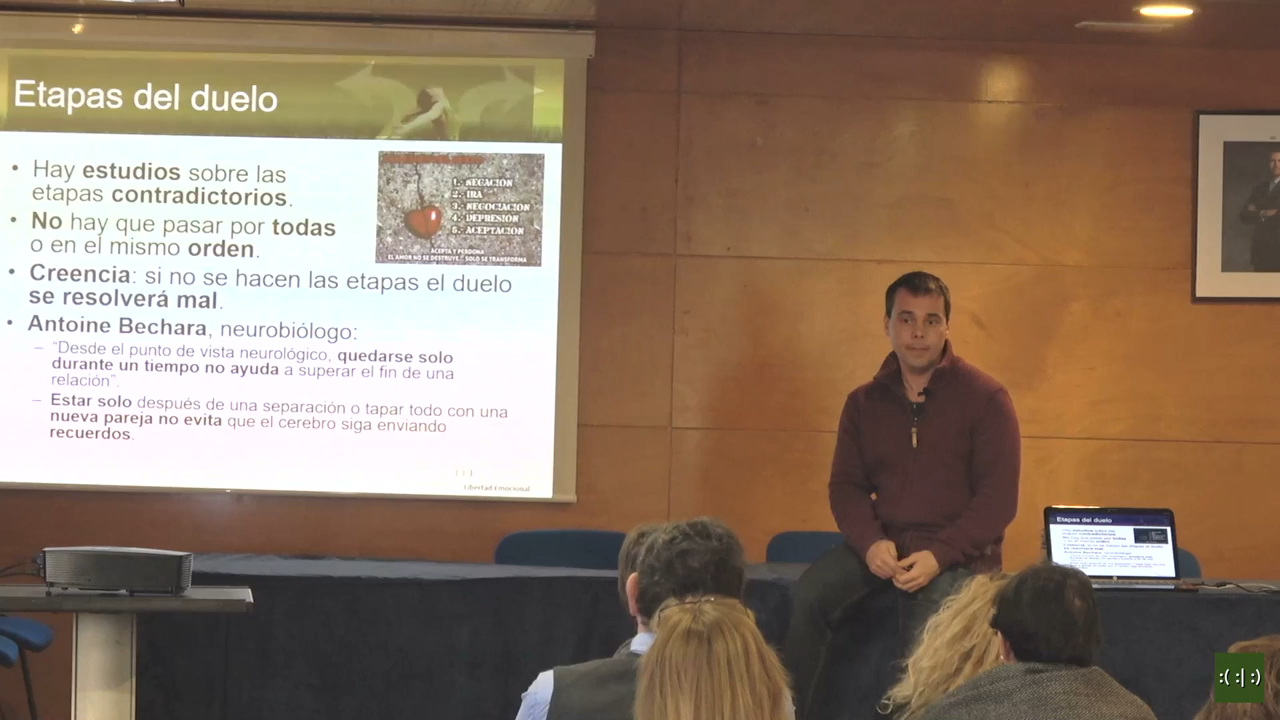 Etapas del duelo
• Hay estudios sobre las
etapas contradictorios.
• No hay que pasar por todas
o en el mismo orden.
• Creencia: si no se hacen las etapas el duelo
se resolverá mal.
• Antoine Bechara, neurobiólogo:
– “Desde el punto de vista neurológico, quedarse solo
durante un tiempo no ayuda a superar el fin de una
relación”.
– Estar solo después de una separación o tapar todo con una
nueva pareja no evita que el cerebro siga enviando
recuerdos.
1.- NEGACIÓN
2.- IRA
3.- NEGOCIACIÓN
4.- DEPRESIÓN
5.- ACEPTACIÓN
ACEPTA Y PERDONA
EL AMOR NO SE DESTRUYE... SOLO SE TRANSFORMA
Libertad Emocional
Etapas del duelo
:( :| :)